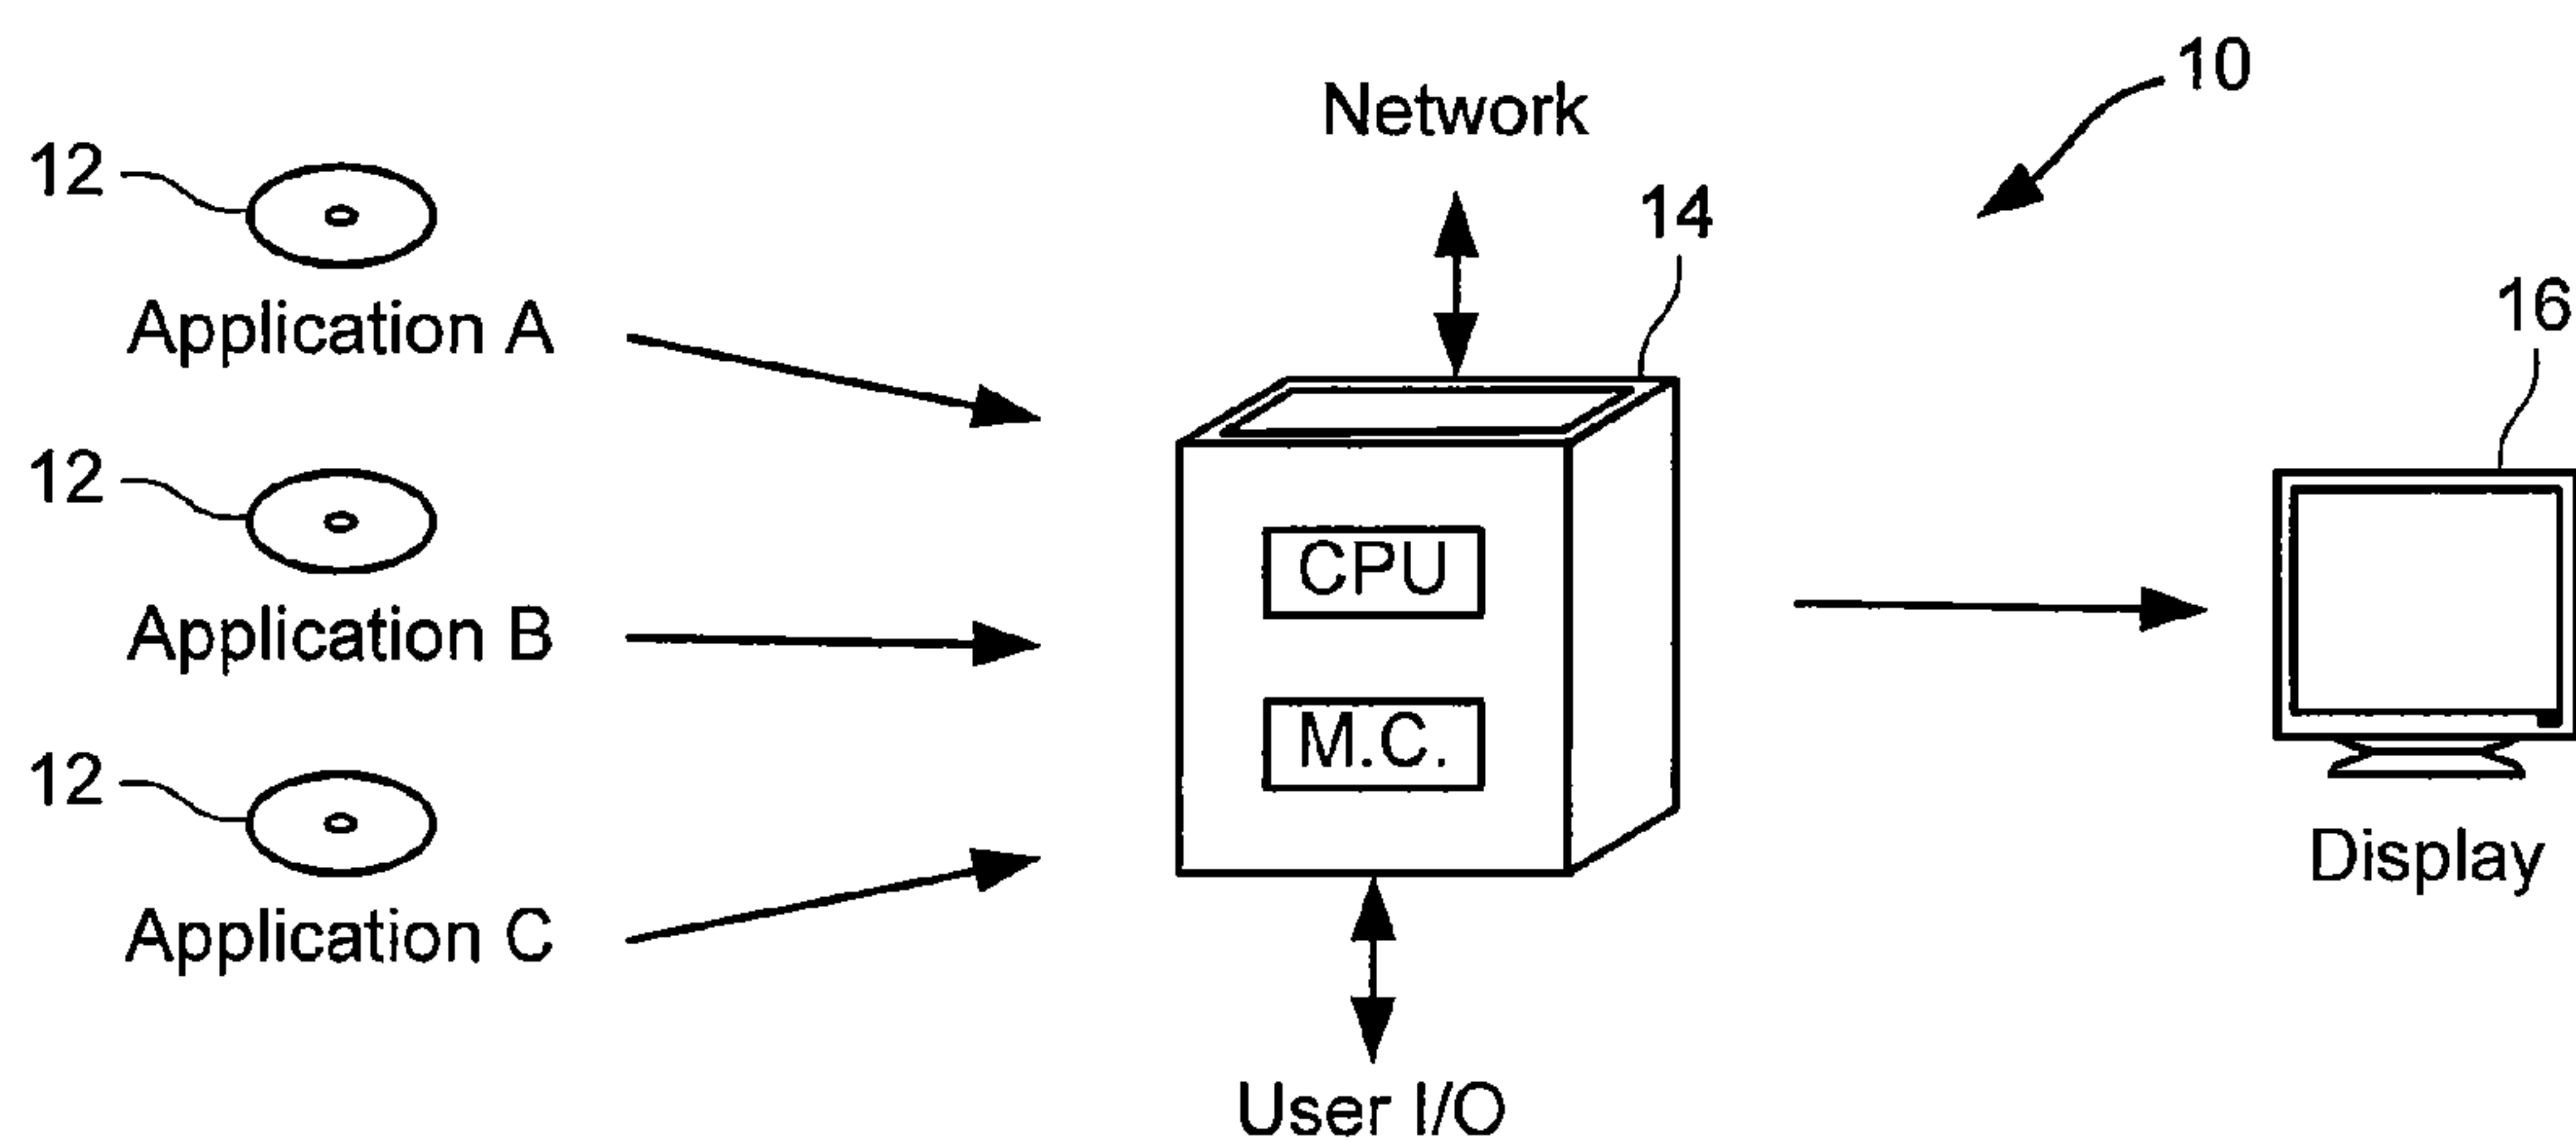 10
Network
12
14
Application A
16
12
CPU
Application B
M.C.
12
Display
Application C
User I/O